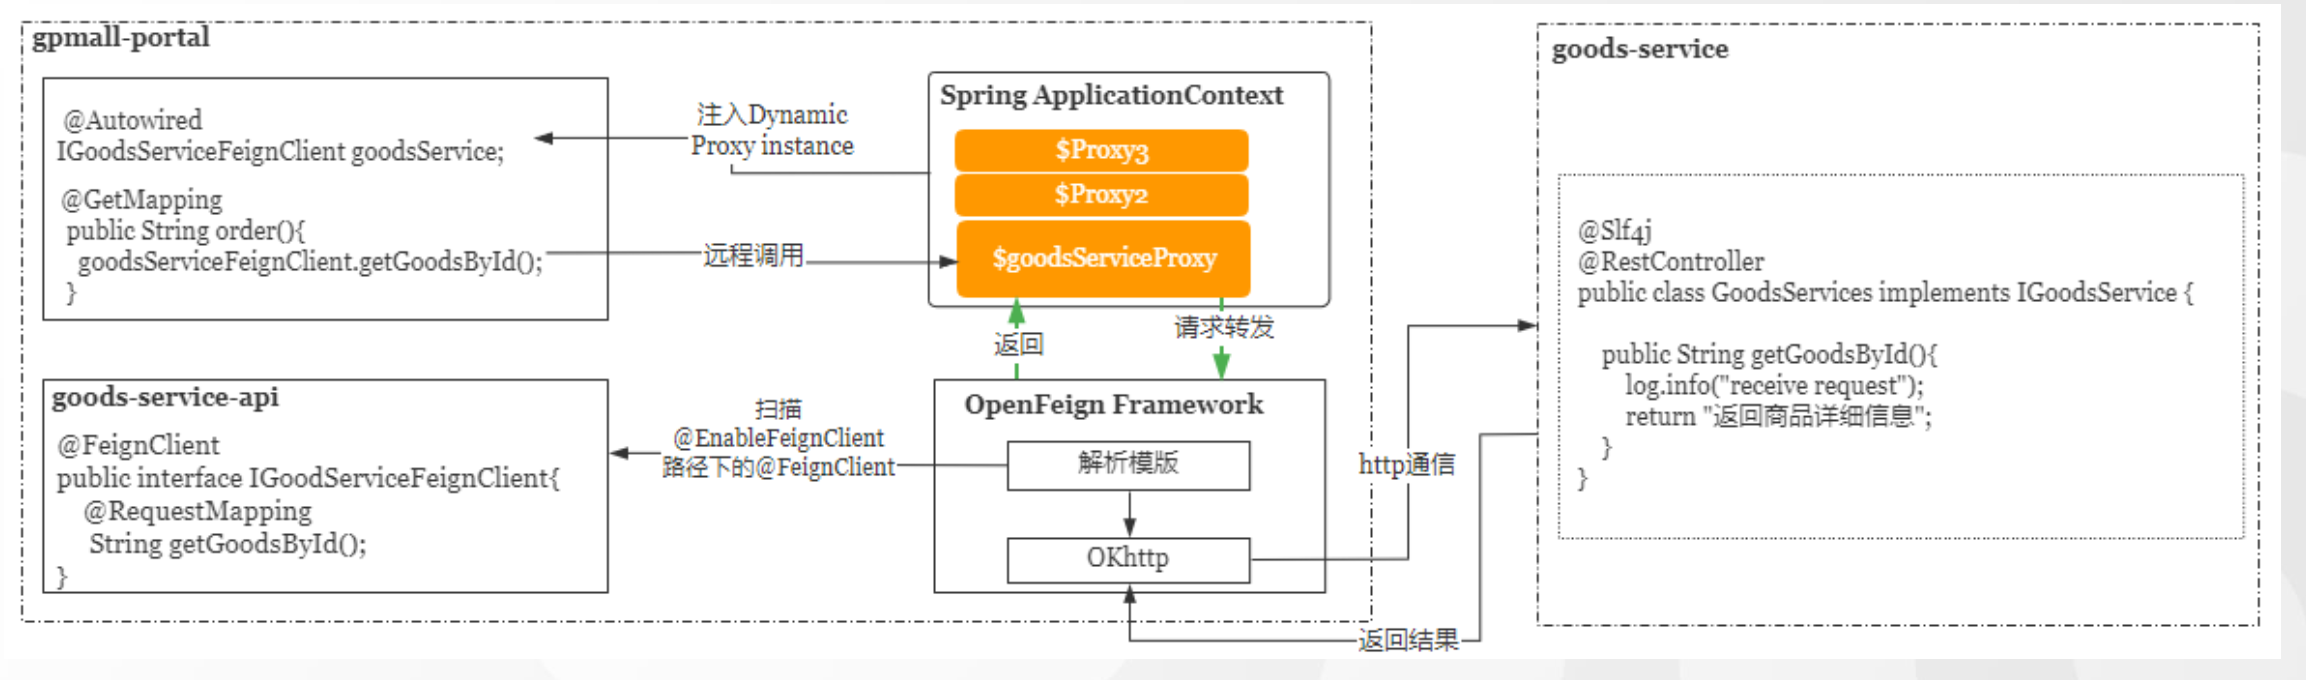 gpmall-portal
@Autowired
IGoodsServiceFeignClient goodsService;
@GetMapping
public String order(){
goodsServiceFeignClient.getGoodsById();
}
注入Dynamic
Proxy instance
远程调用
Spring ApplicationContext
$Proxy3
$Proxy2
$goodsServiceProxy
返回
请求转发
goods-service-api
@FeignClient
public interface IGoodServiceFeignClient{
@RequestMapping
String getGoodsById();
}
扫描
@EnableFeignClient
路径下的@FeignClient
OpenFeign Framework
解析模版
OKhttp
http通信
返回结果
goods-service
@Slf4j
@RestController
public class GoodsServices implements IGoodsService {
public String getGoodsById(){
log.info("receive request");
return "返回商品详细信息";
}
}